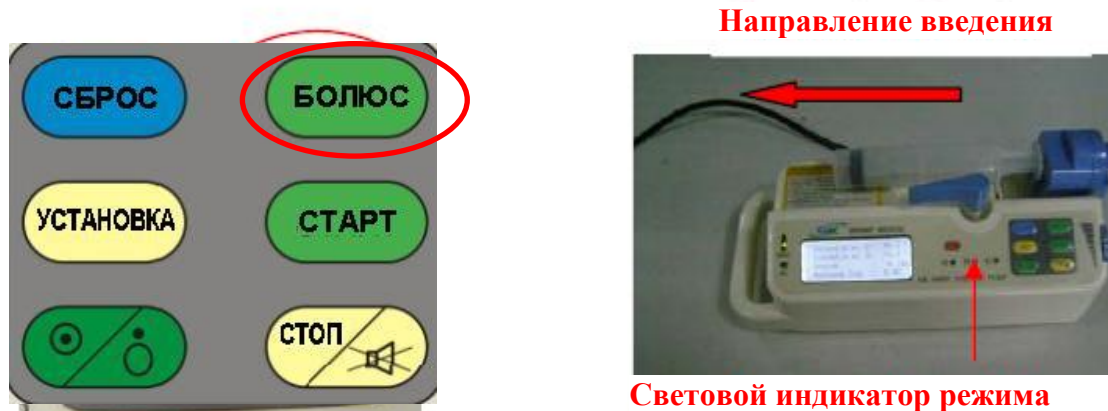 Направление введения
СБРОС
БОЛЮС
УСТАНОВКА
СТАРТ
СТОП
Световой индикатор режима